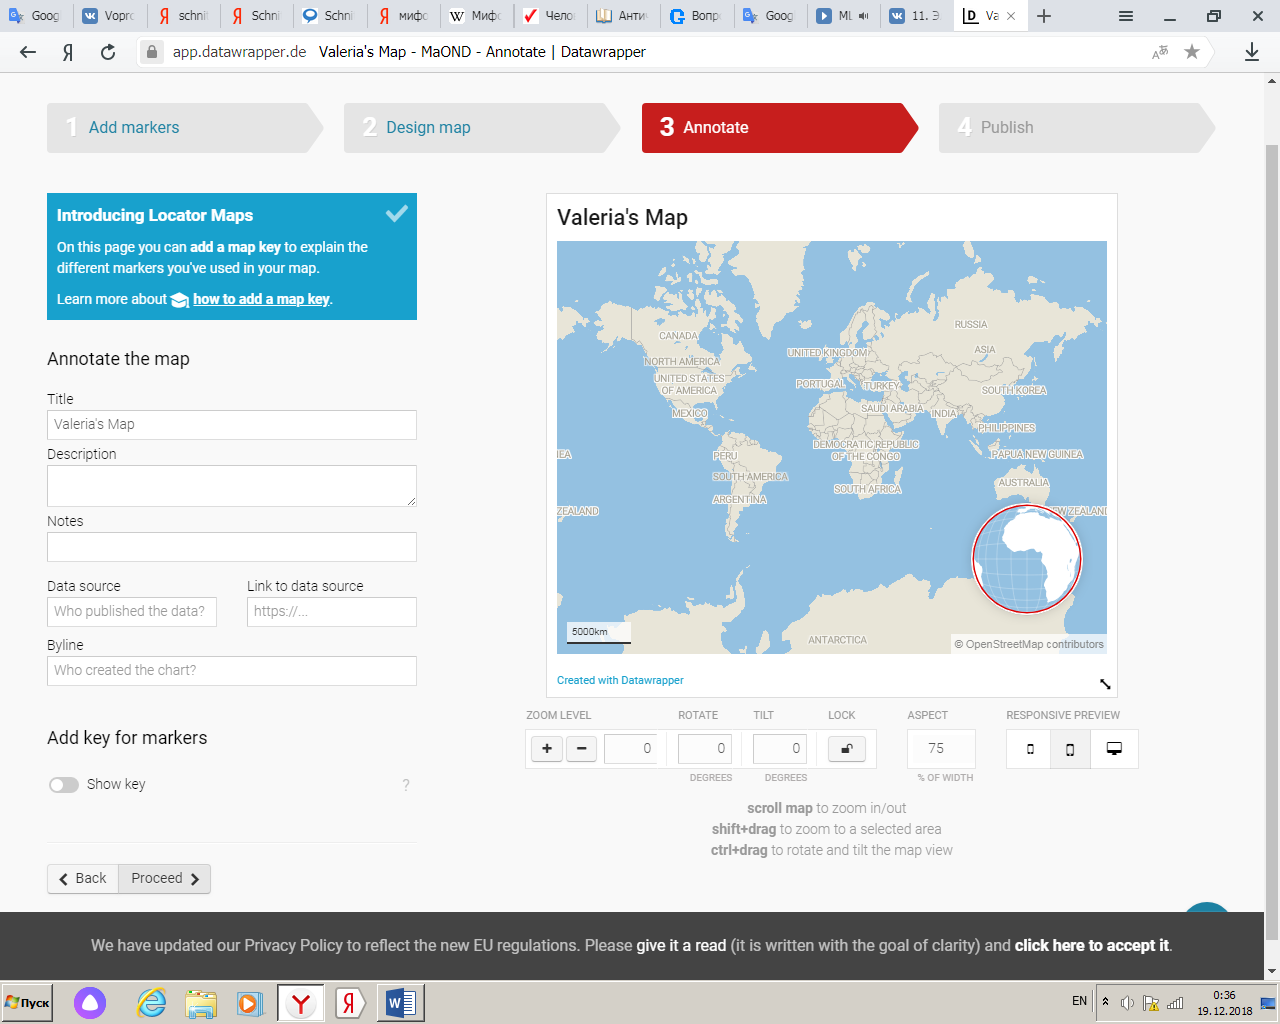 Goog
Vopro
schnit
Schni
Schni
мифо
Мифо
Чело
Анти
Вопр
Goog
11. Э
Va
app.datawrapper.de Valeria's Map - MaOND - Annotate | Datawrapper
1 Add markers
2 Design map
3 Annotate
4 Publish
Introducing Locator Maps
On this page you can add a map key to explain the
different markers you've used in your map.
Learn more about how to add a map key.
Annotate the map
Title
Valeria's Map
Description
Notes
Data source
Link to data source
Who published the data?
https://...
Byline
Who created the chart?
Add key for markers
Show key
?
Back
Proceed
Valeria's Map
RUSSIA
CANADA
ASIA
UNITED KINGDOM
NORTH AMERICA
UNITED STATES
OF AMERICA
PORTUGAL
TURKEY
SOUTH KOREA
MEXICO
SAUDI ARABIA
INDIA
PHILIPPINES
DEMOCRATIC REPUBLIC
OF THE CONGO
EA
PERU
PAPUA NEW GUINEA
SOUTH AMERICA
AUSTRALIA
SOUTH AFRICA
ARGENTINA
ZEALAND
EW ZEALAND
5000km
ANTARCTICA
© OpenStreetMap contributors
Created with Datawrapper
ZOOM LEVEL
ROTATE
TILT
LOCK
ASPECT
RESPONSIVE PREVIEW
+
−
0
0
0
75
DEGREES
DEGREES
% OF WIDTH
scroll map to zoom in/out
shift+drag to zoom to a selected area
ctrl+drag to rotate and tilt the map view
We have updated our Privacy Policy to reflect the new EU regulations. Please give it a read (it is written with the goal of clarity) and click here to accept it.
Пуск
EN
0:36
19.12.2018